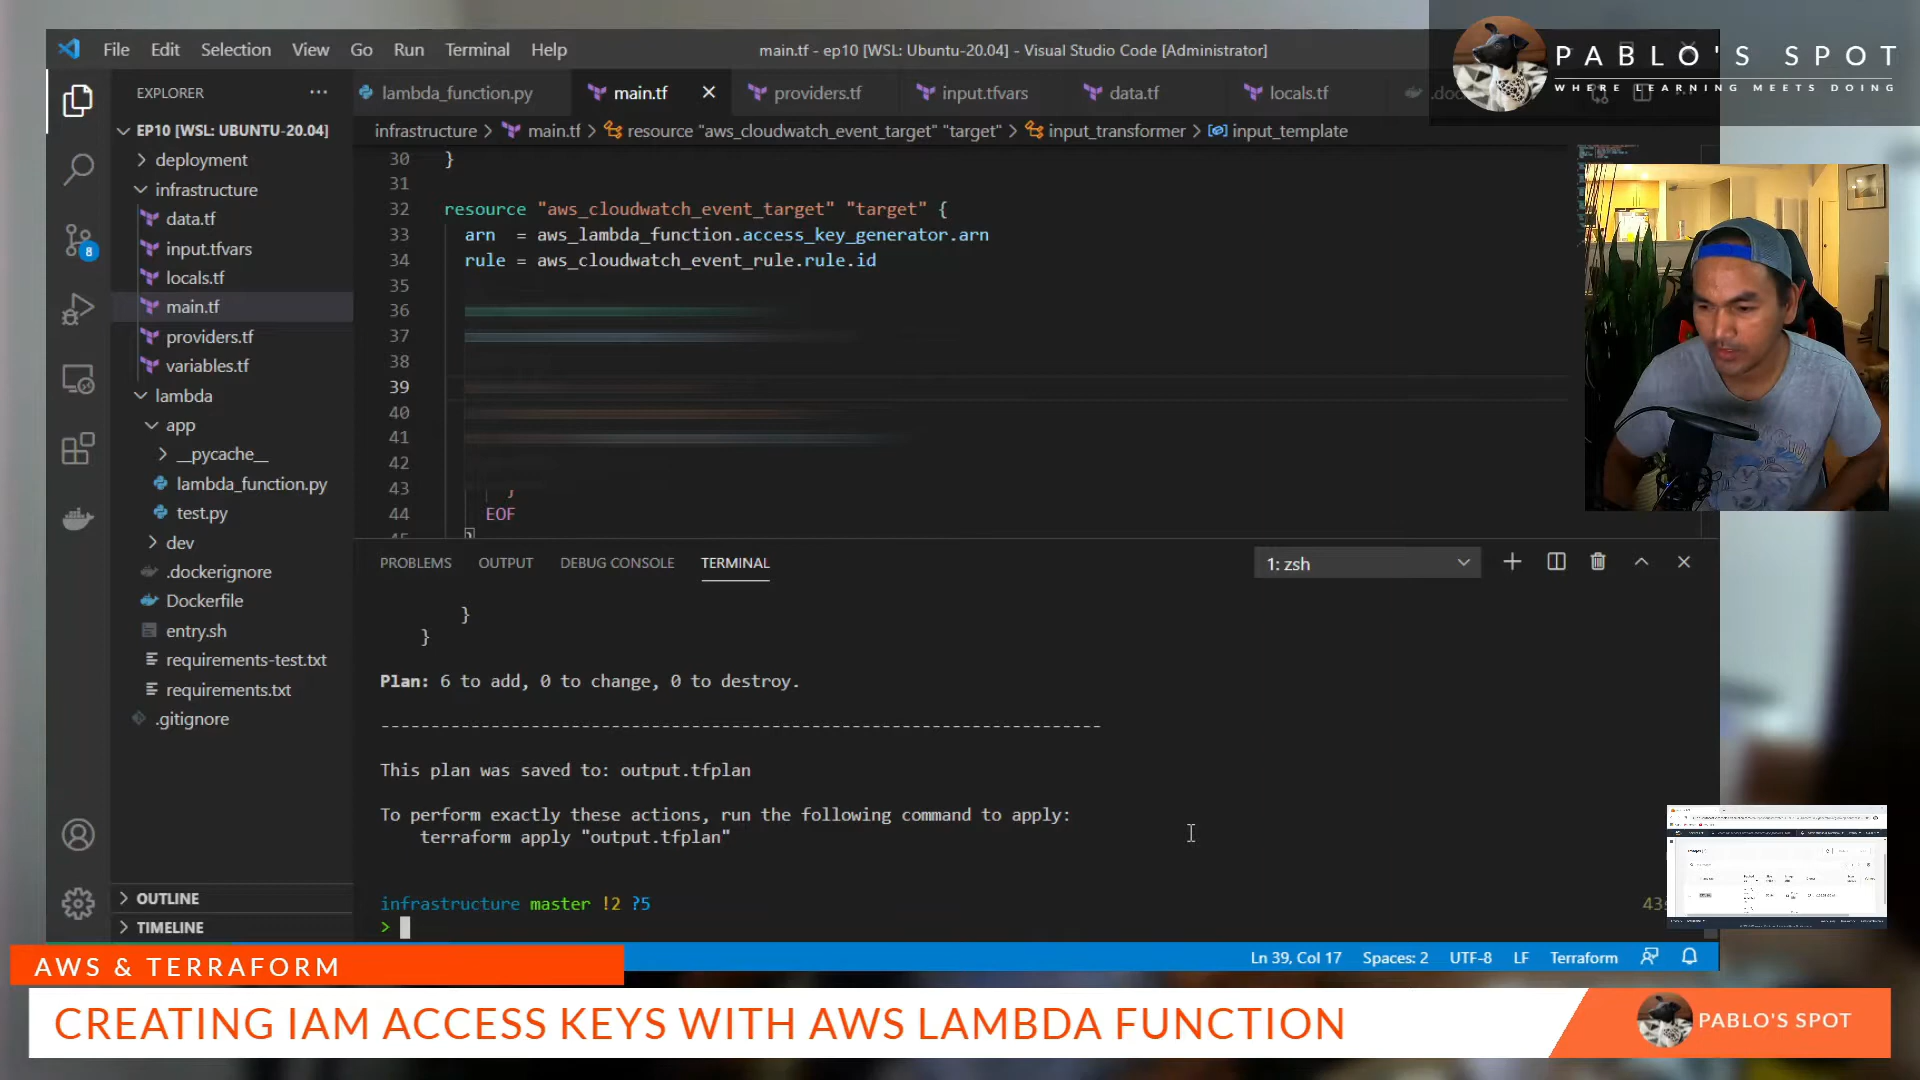 File Edit Selection View Go Run Terminal Help
main.tf - ep10 [WSL: Ubuntu-20.04] - Visual Studio Code [Administrator]
PABLO'S SPOT
WHERE LEARNING MEETS DOING
EXPLORER
lambda_function.py
main.tf
providers.tf
input.tfvars
data.tf
locals.tf
infrastructure > main.tf > resource "aws_cloudwatch_event_target" "target" > input_transformer > input_template
EP10 [WSL: UBUNTU-20.04]
deployment
infrastructure
data.tf
input.tfvars
locals.tf
main.tf
providers.tf
variables.tf
lambda
app
__pycache__
lambda_function.py
test.py
dev
.dockerignore
Dockerfile
entry.sh
requirements-test.txt
requirements.txt
.gitignore
OUTLINE
TIMELINE
8
30 }
31
32 resource "aws_cloudwatch_event_target" "target" {
33 arn = aws_lambda_function.access_key_generator.arn
34 rule = aws_cloudwatch_event_rule.rule.id
35
36
37
38
39
40
41
42
43 }
44 EOF
45 }
PROBLEMS OUTPUT DEBUG CONSOLE TERMINAL
1: zsh
}
}
Plan: 6 to add, 0 to change, 0 to destroy.
------------------------------------------------------------------------
This plan was saved to: output.tfplan
To perform exactly these actions, run the following command to apply:
terraform apply "output.tfplan"
infrastructure master !2 ?5
>
Ln 39, Col 17 Spaces: 2 UTF-8 LF Terraform
AWS & TERRAFORM
CREATING IAM ACCESS KEYS WITH AWS LAMBDA FUNCTION
PABLO'S SPOT